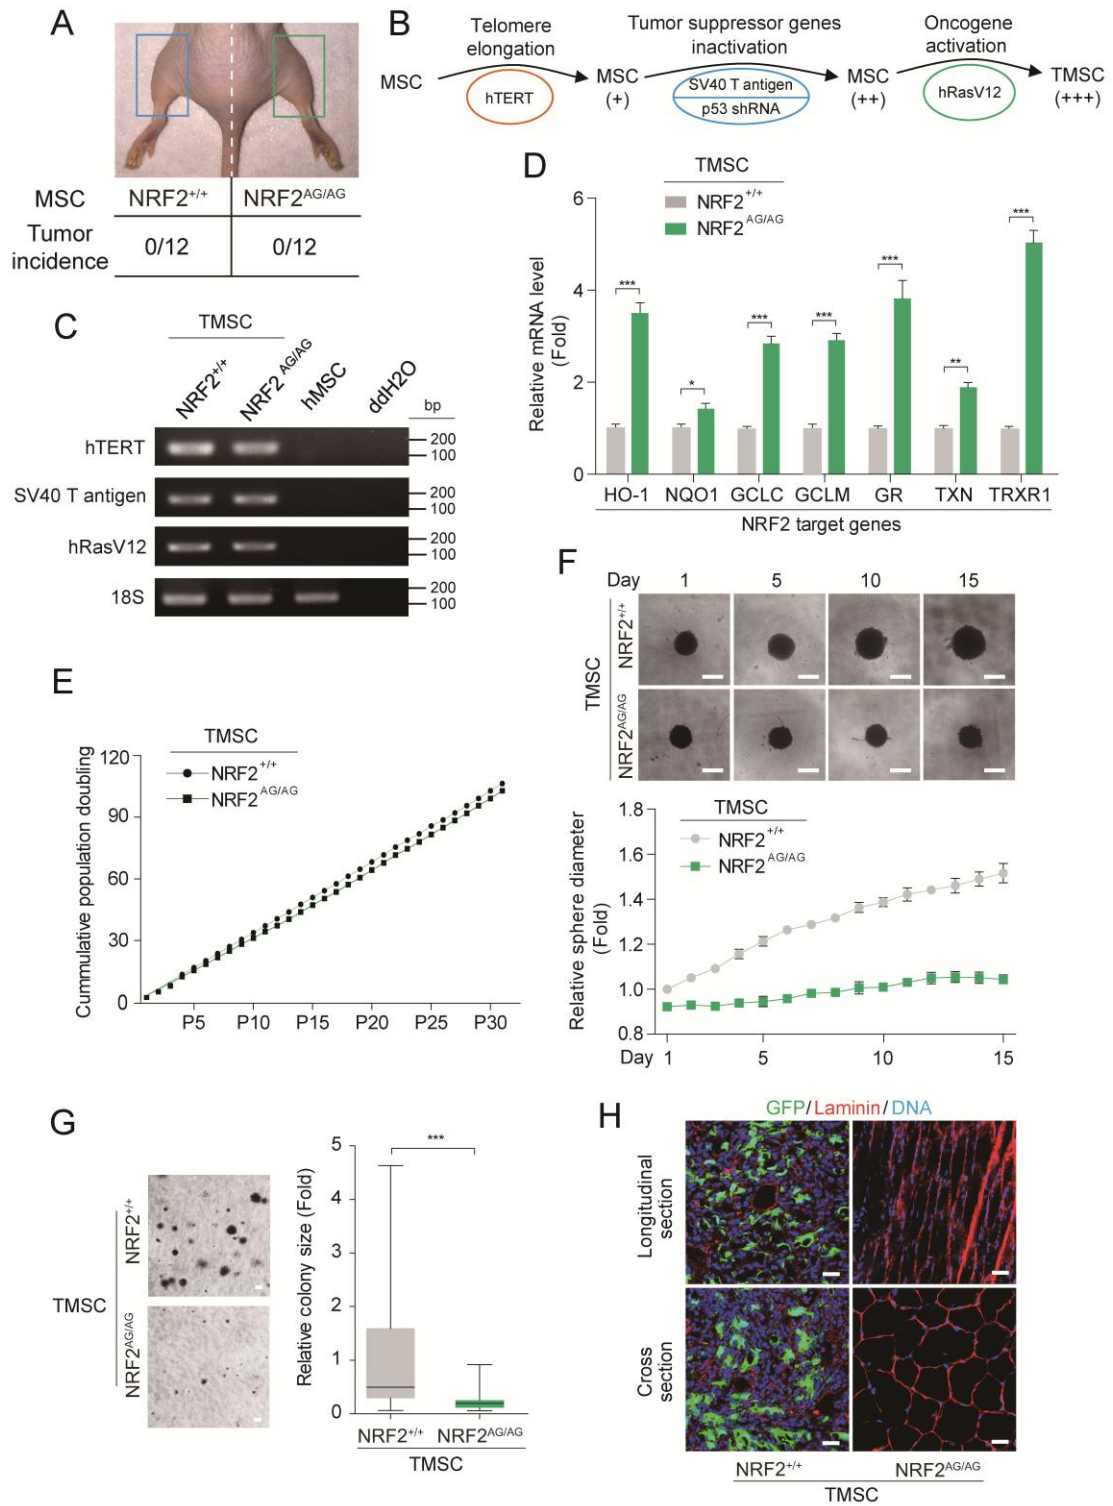 A
MSC NRF2+/+ NRF2AG/AG
Tumor
incidence
0/12 0/12
B
Telomere
elongation
Tumor suppressor genes
inactivation
Oncogene
activation
MSC
hTERT
MSC
(+)
SV40 T antigen
p53 shRNA
MSC
(++)
hRasV12
TMSC
(+++)
C
TMSC
NRF2+/+ NRF2 AG/AG hMSC ddH2O
bp
hTERT
200
100
SV40 T antigen
200
100
hRasV12
200
100
18S
200
100
D
TMSC
NRF2+/+
NRF2AG/AG
Relative mRNA level
(Fold)
6
4
2
0
*** * *** *** *** ** ***
HO-1 NQO1 GCLC GCLM GR TXN TRXR1
NRF2 target genes
E
TMSC
NRF2+/+
NRF2AG/AG
Cummulative population doubling
120
90
60
30
0
P5 P10 P15 P20 P25 P30
F
Day 1 5 10 15
TMSC
NRF2+/+
NRF2AG/AG
TMSC
NRF2+/+
NRF2AG/AG
Relative sphere diameter
(Fold)
1.8
1.6
1.4
1.2
1.0
0.8
Day 1 5 10 15
G
TMSC
NRF2+/+
NRF2AG/AG
Relative colony size (Fold)
5
4
3
2
1
0
***
NRF2+/+ NRF2AG/AG
TMSC
H
GFP/Laminin/DNA
Longitudinal
section
Cross
section
NRF2+/+ NRF2AG/AG
TMSC